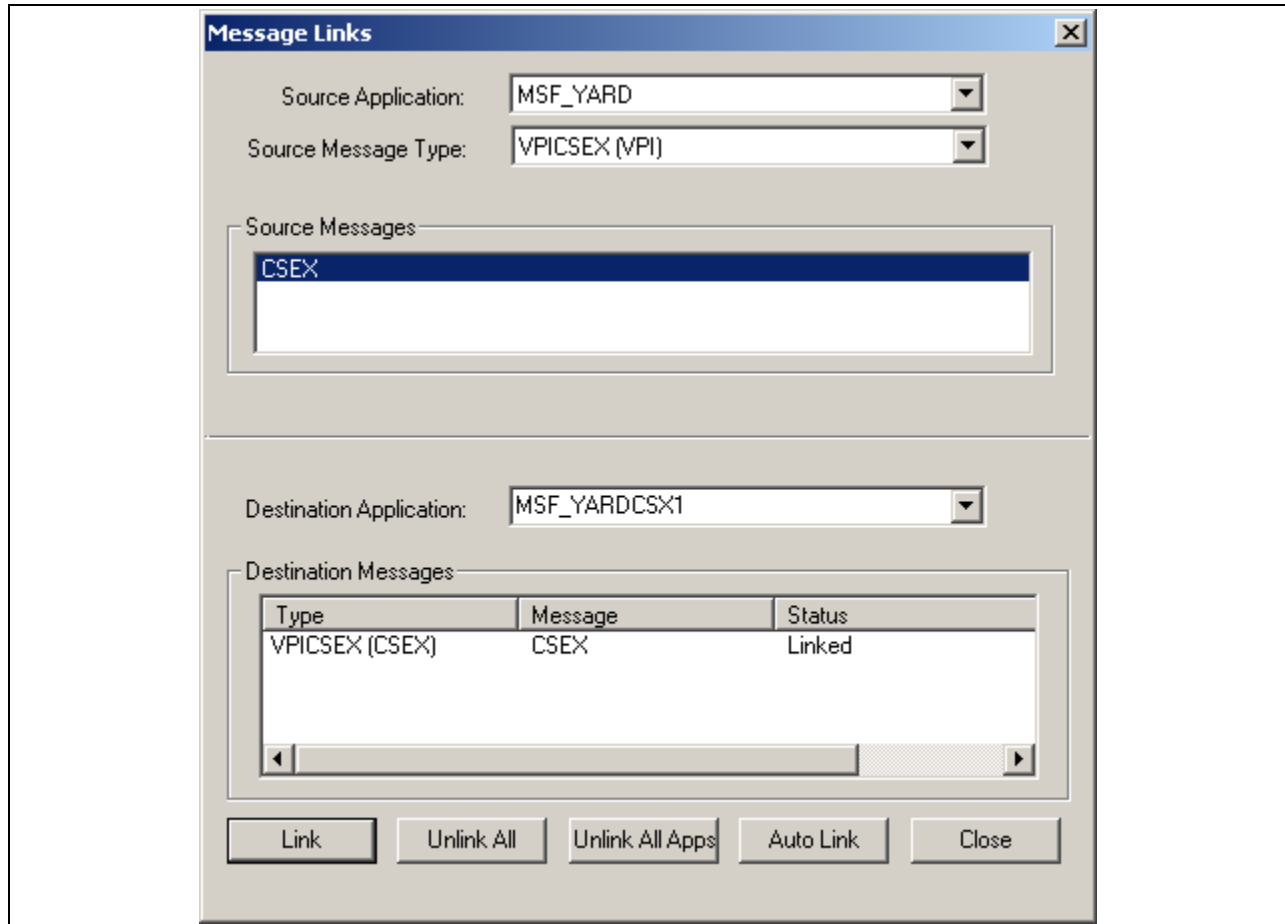 Message Links
Source Application: MSF_YARD
Source Message Type: VPICSEX (VPI)
Source Messages
CSEX
Destination Application: MSF_YARDCSX1
Destination Messages
Type Message Status
VPICSEX (CSEX) CSEX Linked
Link Unlink All Unlink All Apps Auto Link Close